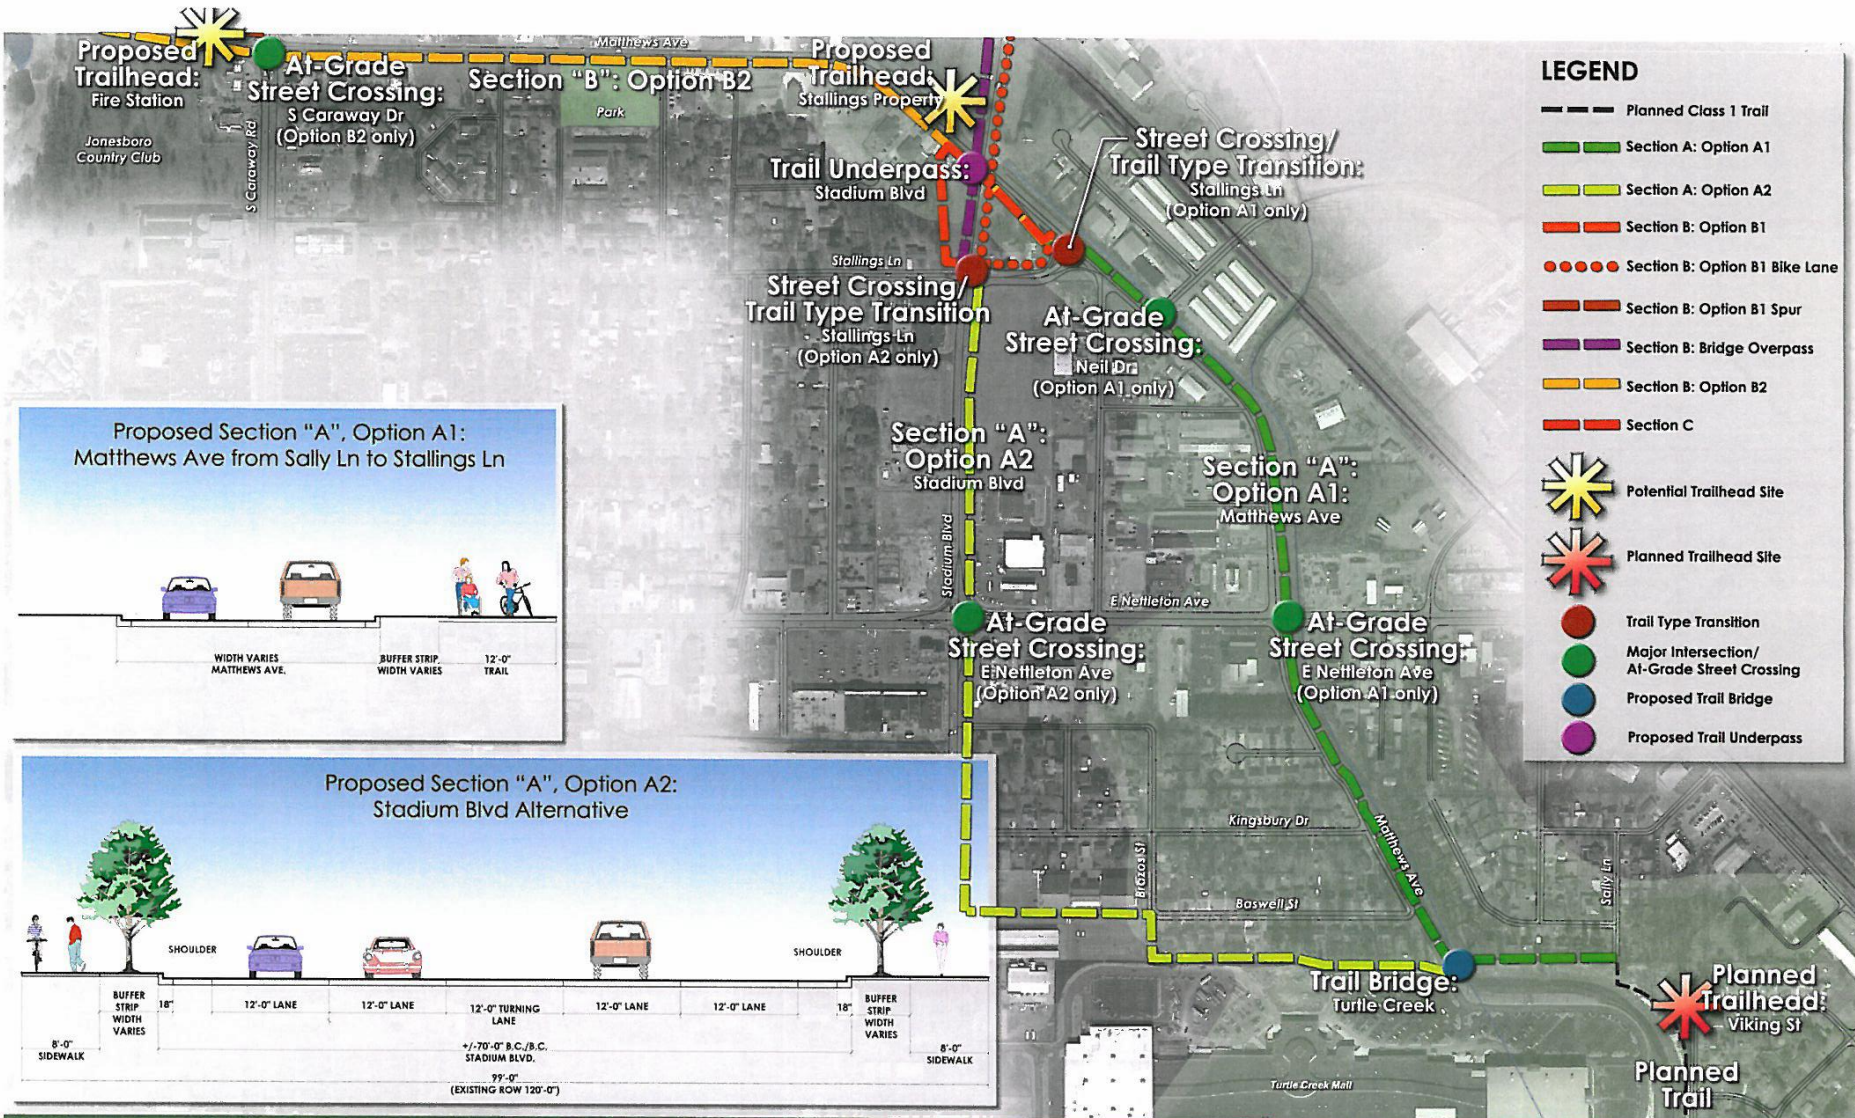 Matthews Ave
Proposed
Trailhead:
Fire Station
At-Grade
Street Crossing:
S Caraway Dr
(Option B2 only)
Section “B”: Option B2
Park
Proposed
Trailhead:
Stallings Property
Jonesboro
Country Club
S Caraway Rd
Trail Underpass:
Stadium Blvd
Street Crossing/
Trail Type Transition:
Stallings Ln
(Option A1 only)
Stallings Ln
Street Crossing/
Trail Type Transition
Stallings Ln
(Option A2 only)
At-Grade
Street Crossing:
Neil Dr
(Option A1 only)
Section “A”:
Option A2
Stadium Blvd
Section “A”:
Option A1:
Matthews Ave
Stadium Blvd
E Nettleton Ave
At-Grade
Street Crossing:
E Nettleton Ave
(Option A2 only)
At-Grade
Street Crossing:
E Nettleton Ave
(Option A1 only)
Kingsbury Dr
Brazos St
Matthews Ave
Boswell St
Sally Ln
Trail Bridge:
Turtle Creek
Planned
Trailhead:
Viking St
Turtle Creek Mall
Planned
Trail
LEGEND
Planned Class 1 Trail
Section A: Option A1
Section A: Option A2
Section B: Option B1
Section B: Option B1 Bike Lane
Section B: Option B1 Spur
Section B: Bridge Overpass
Section B: Option B2
Section C
Potential Trailhead Site
Planned Trailhead Site
Trail Type Transition
Major Intersection/
At-Grade Street Crossing
Proposed Trail Bridge
Proposed Trail Underpass
Proposed Section “A”, Option A1:
Matthews Ave from Sally Ln to Stallings Ln
WIDTH VARIES
MATTHEWS AVE.
BUFFER STRIP
WIDTH VARIES
12'-0"
TRAIL
Proposed Section “A”, Option A2:
Stadium Blvd Alternative
SHOULDER
SHOULDER
BUFFER
STRIP
WIDTH
VARIES
18"
12'-0" LANE
12'-0" LANE
12'-0" TURNING
LANE
12'-0" LANE
12'-0" LANE
18"
BUFFER
STRIP
WIDTH
VARIES
8'-0"
SIDEWALK
+/-70'-0" B.C./B.C.
STADIUM BLVD.
8'-0"
SIDEWALK
99'-0"
(EXISTING ROW 120'-0")